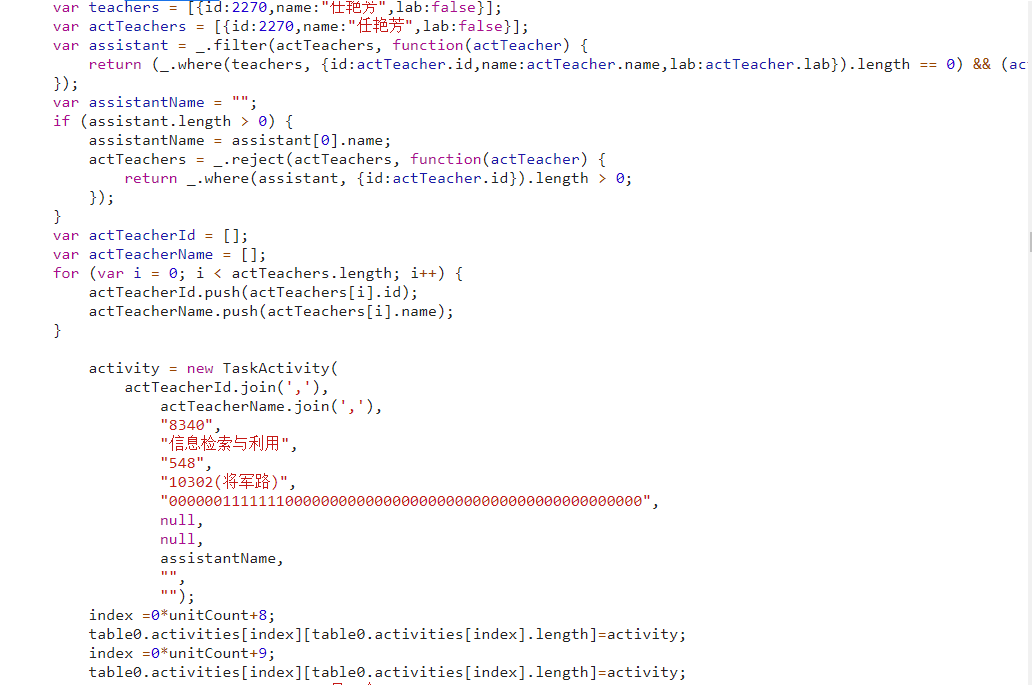 var teachers = [{id:2270,name:"任艳芳",lab:false}];
var actTeachers = [{id:2270,name:"任艳芳",lab:false}];
var assistant = _.filter(actTeachers, function(actTeacher) {
return (_.where(teachers, {id:actTeacher.id,name:actTeacher.name,lab:actTeacher.lab}).length == 0) && (ac
});
var assistantName = "";
if (assistant.length > 0) {
assistantName = assistant[0].name;
actTeachers = _.reject(actTeachers, function(actTeacher) {
return _.where(assistant, {id:actTeacher.id}).length > 0;
});
}
var actTeacherId = [];
var actTeacherName = [];
for (var i = 0; i < actTeachers.length; i++) {
actTeacherId.push(actTeachers[i].id);
actTeacherName.push(actTeachers[i].name);
}
activity = new TaskActivity(
actTeacherId.join(','),
actTeacherName.join(','),
"8340",
"信息检索与利用",
"548",
"10302(将军路)",
"00000011111111000000000000000000000000000000000000000",
null,
null,
assistantName,
"",
"");
index =0*unitCount+8;
table0.activities[index][table0.activities[index].length]=activity;
index =0*unitCount+9;
table0.activities[index][table0.activities[index].length]=activity;